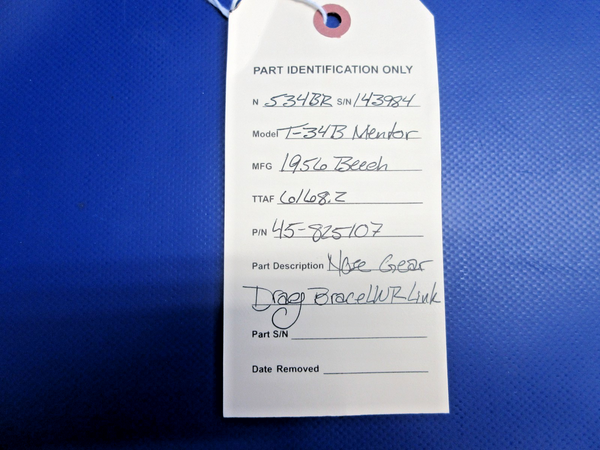 PART IDENTIFICATION ONLY
N 534BR S/N 143984
Model T-34B Mentor
MFG 1956 Beech
TTAF 6168.2
P/N 45-825107
Part Description Nose Gear
Drag Brace LWR Link
Part S/N
Date Removed